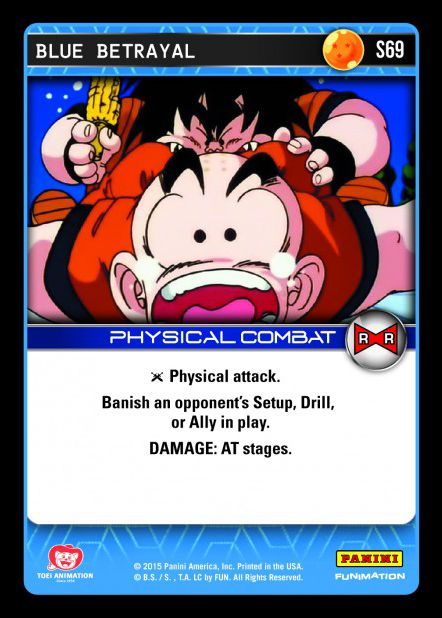 BLUE BETRAYAL
S69
PHYSICAL COMBAT
R R
Physical attack.
Banish an opponent's Setup, Drill,
or Ally in play.
DAMAGE: AT stages.
TOEI ANIMATION
© 2015 Panini America, Inc. Printed in the USA.
© B.S./ S. , T.A. LC by FUN. All Rights Reserved.
PANINI
FUNIMATION